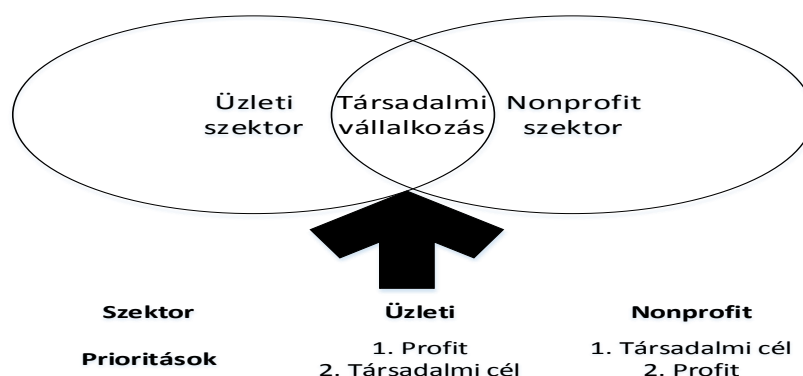 Üzleti
szektor
Társadalmi
vállalkozás
Nonprofit
szektor
Szektor
Üzleti
Nonprofit
Prioritások
1. Profit
2. Társadalmi cél
1. Társadalmi cél
2. Profit